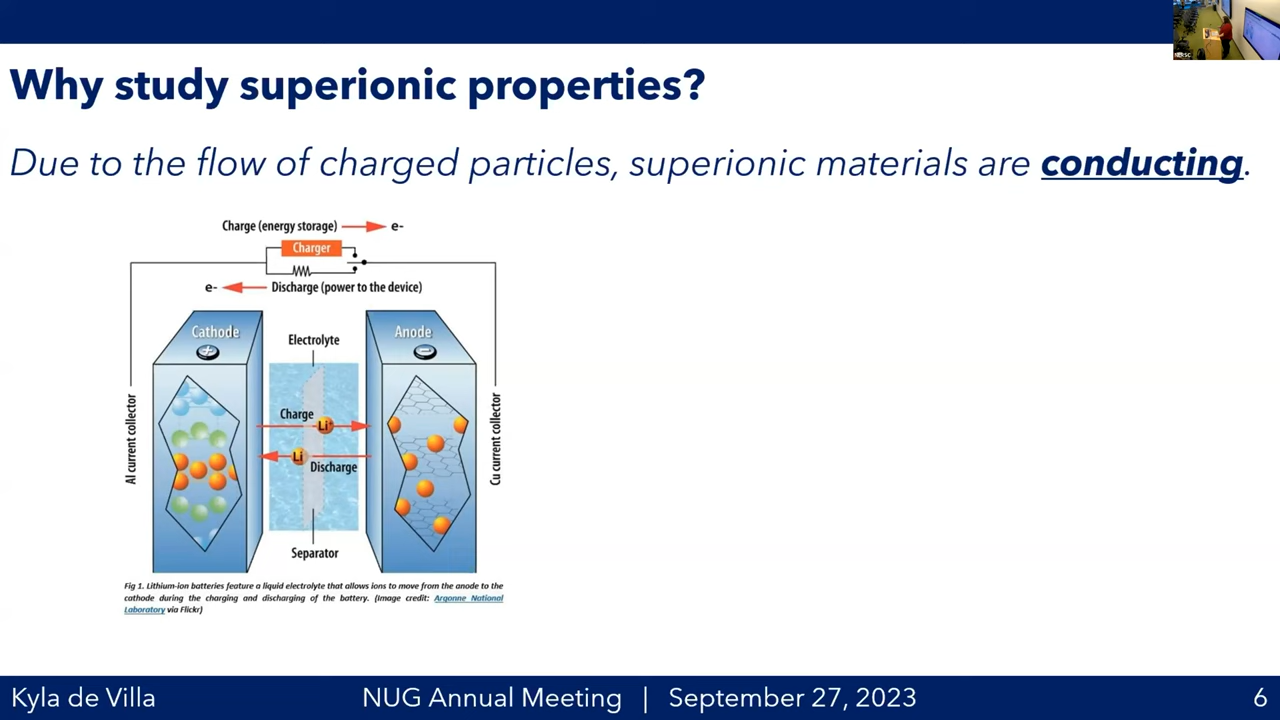 Why study superionic properties?
Due to the flow of charged particles, superionic materials are conducting.
Charge (energy storage) e-
Charger
e- Discharge (power to the device)
Cathode
+
Electrolyte
Anode
−
Al current collector
Charge
Li+
Li
Discharge
Cu current collector
Separator
Fig 1. Lithium-ion batteries feature a liquid electrolyte that allows ions to move from the anode to the
cathode during the charging and discharging of the battery. (Image credit: Argonne National
Laboratory via Flickr)
Kyla de Villa NUG Annual Meeting | September 27, 2023 6